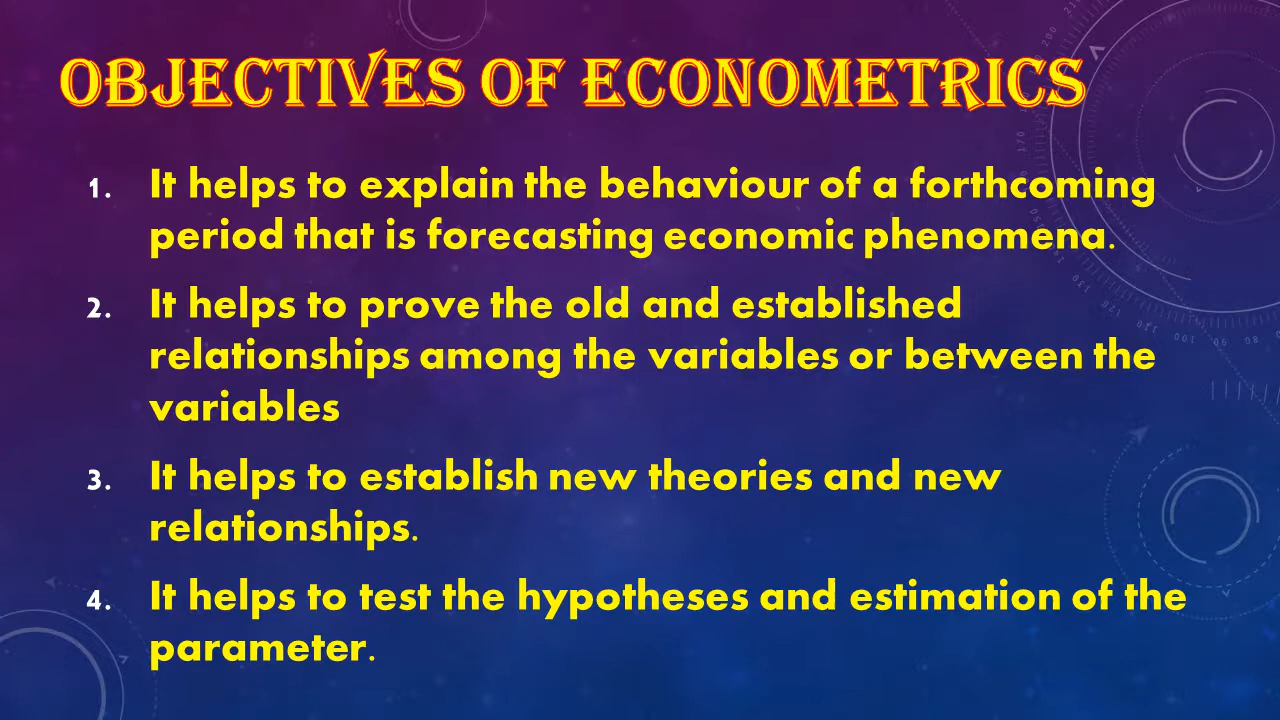 OBJECTIVES OF ECONOMETRICS
1. It helps to explain the behaviour of a forthcoming
period that is forecasting economic phenomena.
2. It helps to prove the old and established
relationships among the variables or between the
variables
3. It helps to establish new theories and new
relationships.
4. It helps to test the hypotheses and estimation of the
parameter.